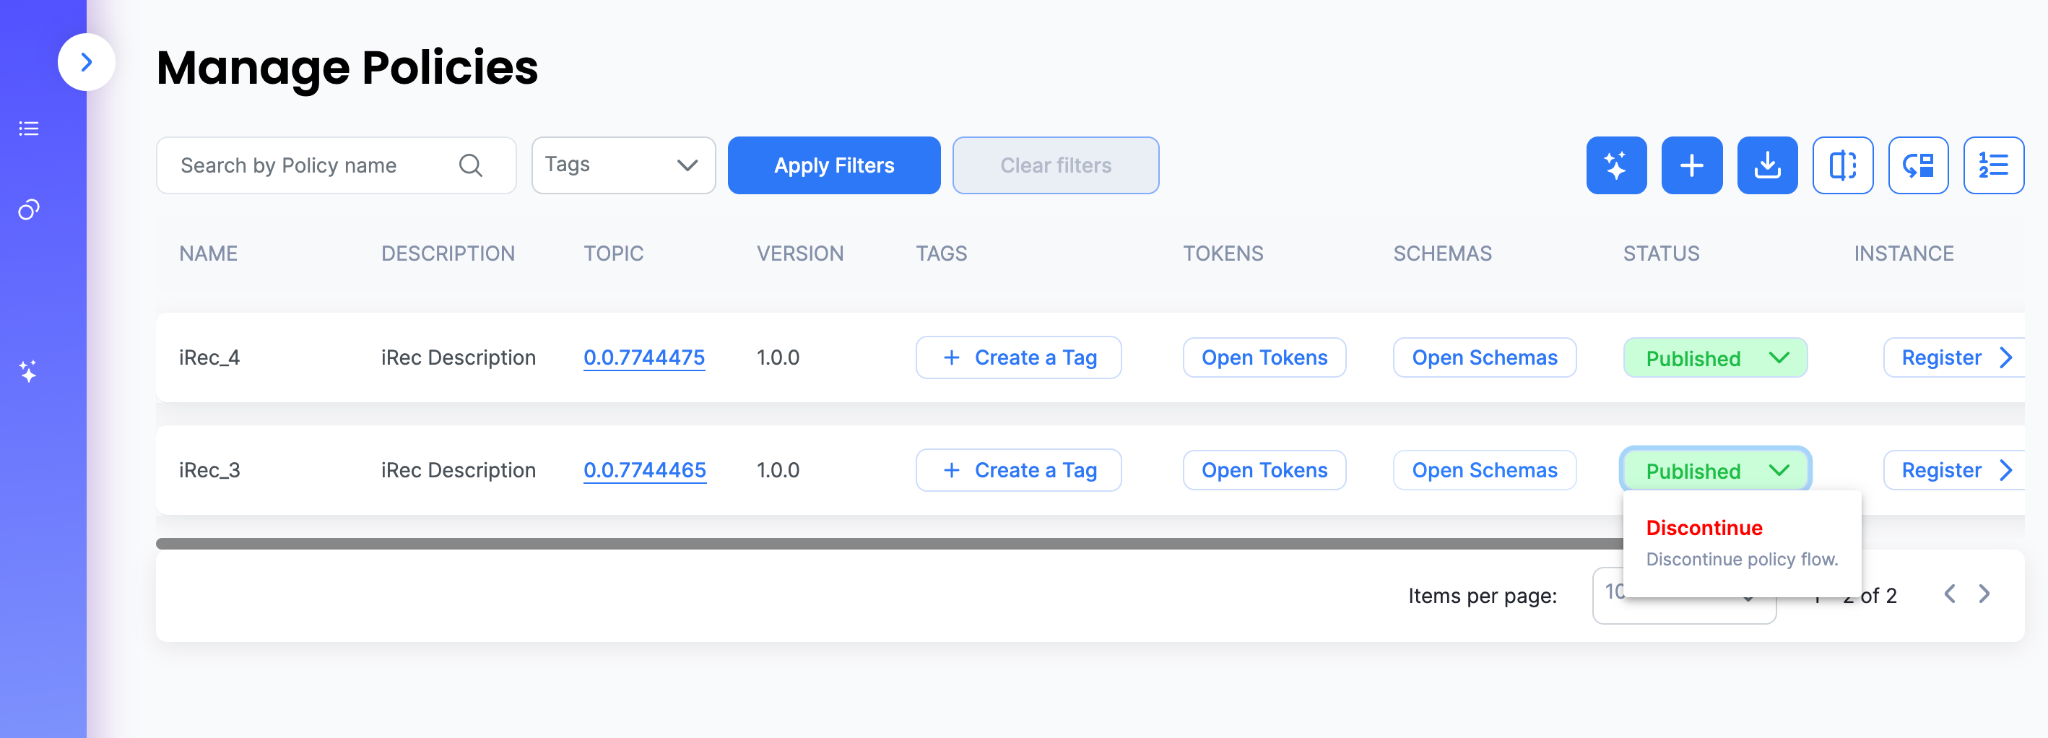 Manage Policies
Search by Policy name
Tags
Apply Filters
Clear filters
NAME DESCRIPTION TOPIC VERSION TAGS TOKENS SCHEMAS STATUS INSTANCE
iRec_4 iRec Description 0.0.7744475 1.0.0 + Create a Tag Open Tokens Open Schemas Published Register
iRec_3 iRec Description 0.0.7744465 1.0.0 + Create a Tag Open Tokens Open Schemas Published Register
Discontinue
Discontinue policy flow.
Items per page: 10 2 of 2